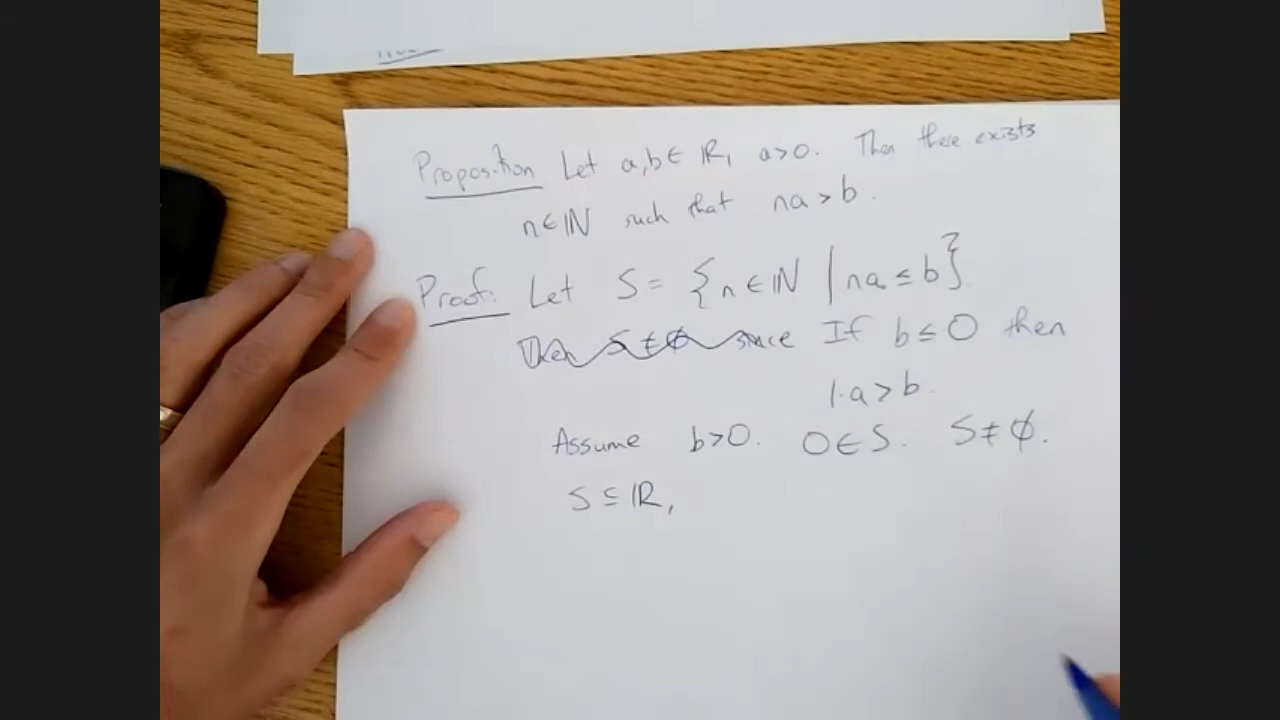 Proposition Let a,b ∈ ℝ, a>0. Then there exists
n ∈ ℕ such that na > b.
Proof: Let S = {n ∈ ℕ | na ≤ b}
Then S ≠ ∅ since If b ≤ 0 then
1·a > b.
Assume b>0. 0 ∈ S. S ≠ ∅.
S ⊆ ℝ,